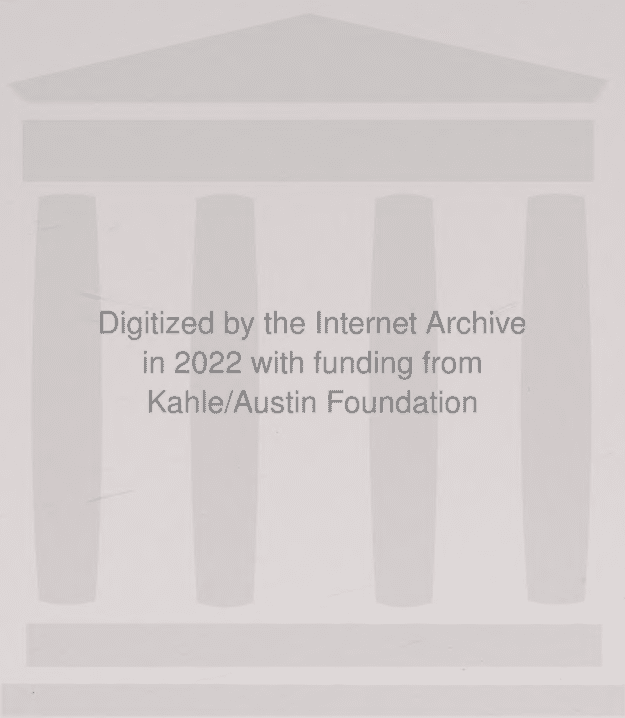 Digitized by the Internet Archive
in 2022 with funding from
Kahle/Austin Foundation